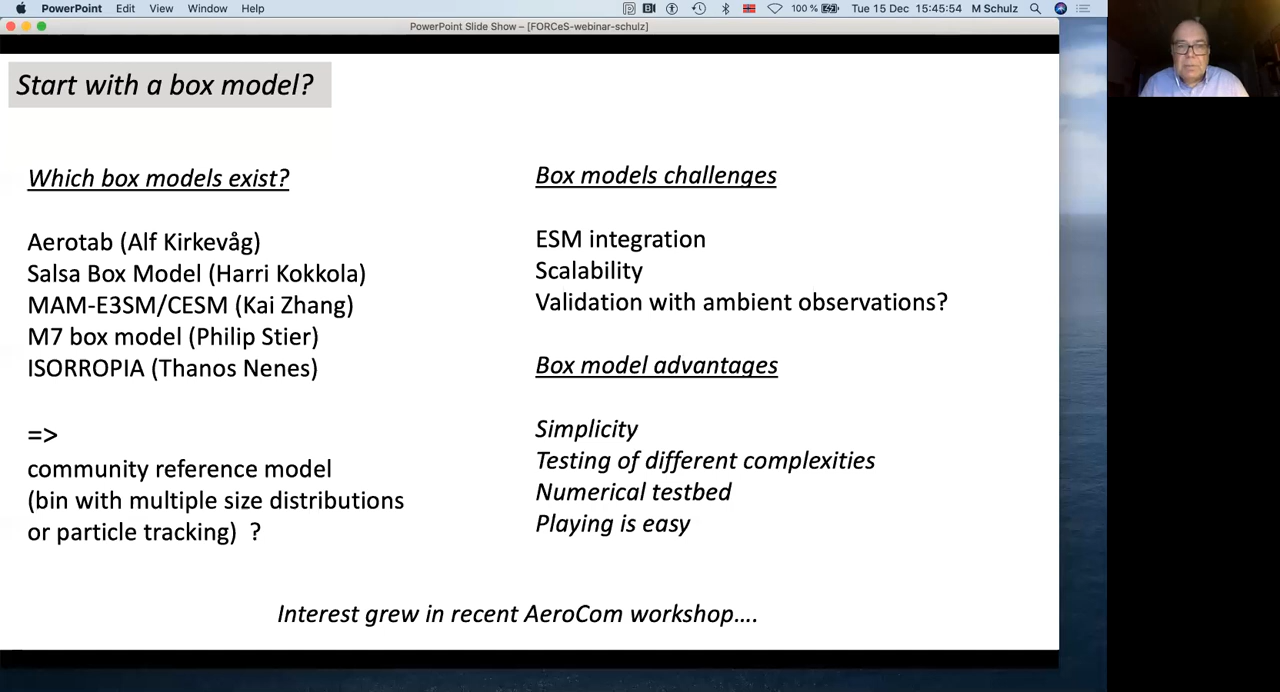 PowerPoint Edit View Window Help 100 % Tue 15 Dec 15:45:54 M Schulz
PowerPoint Slide Show – [FORCeS-webinar-schulz]
Start with a box model?
Which box models exist?
Aerotab (Alf Kirkevåg)
Salsa Box Model (Harri Kokkola)
MAM-E3SM/CESM (Kai Zhang)
M7 box model (Philip Stier)
ISORROPIA (Thanos Nenes)
=>
community reference model
(bin with multiple size distributions
or particle tracking) ?
Box models challenges
ESM integration
Scalability
Validation with ambient observations?
Box model advantages
Simplicity
Testing of different complexities
Numerical testbed
Playing is easy
Interest grew in recent AeroCom workshop….